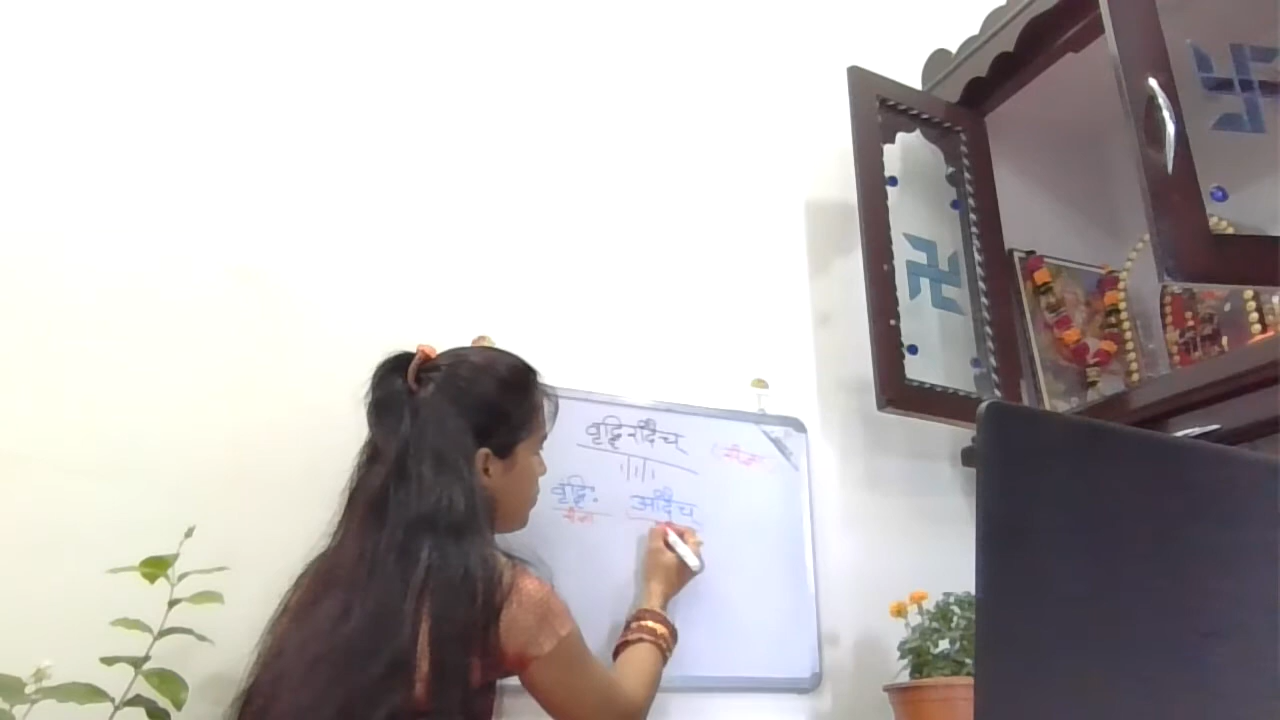 वृद्धिरादैच् (संज्ञा)
वृद्धिः आदैच्
संज्ञा